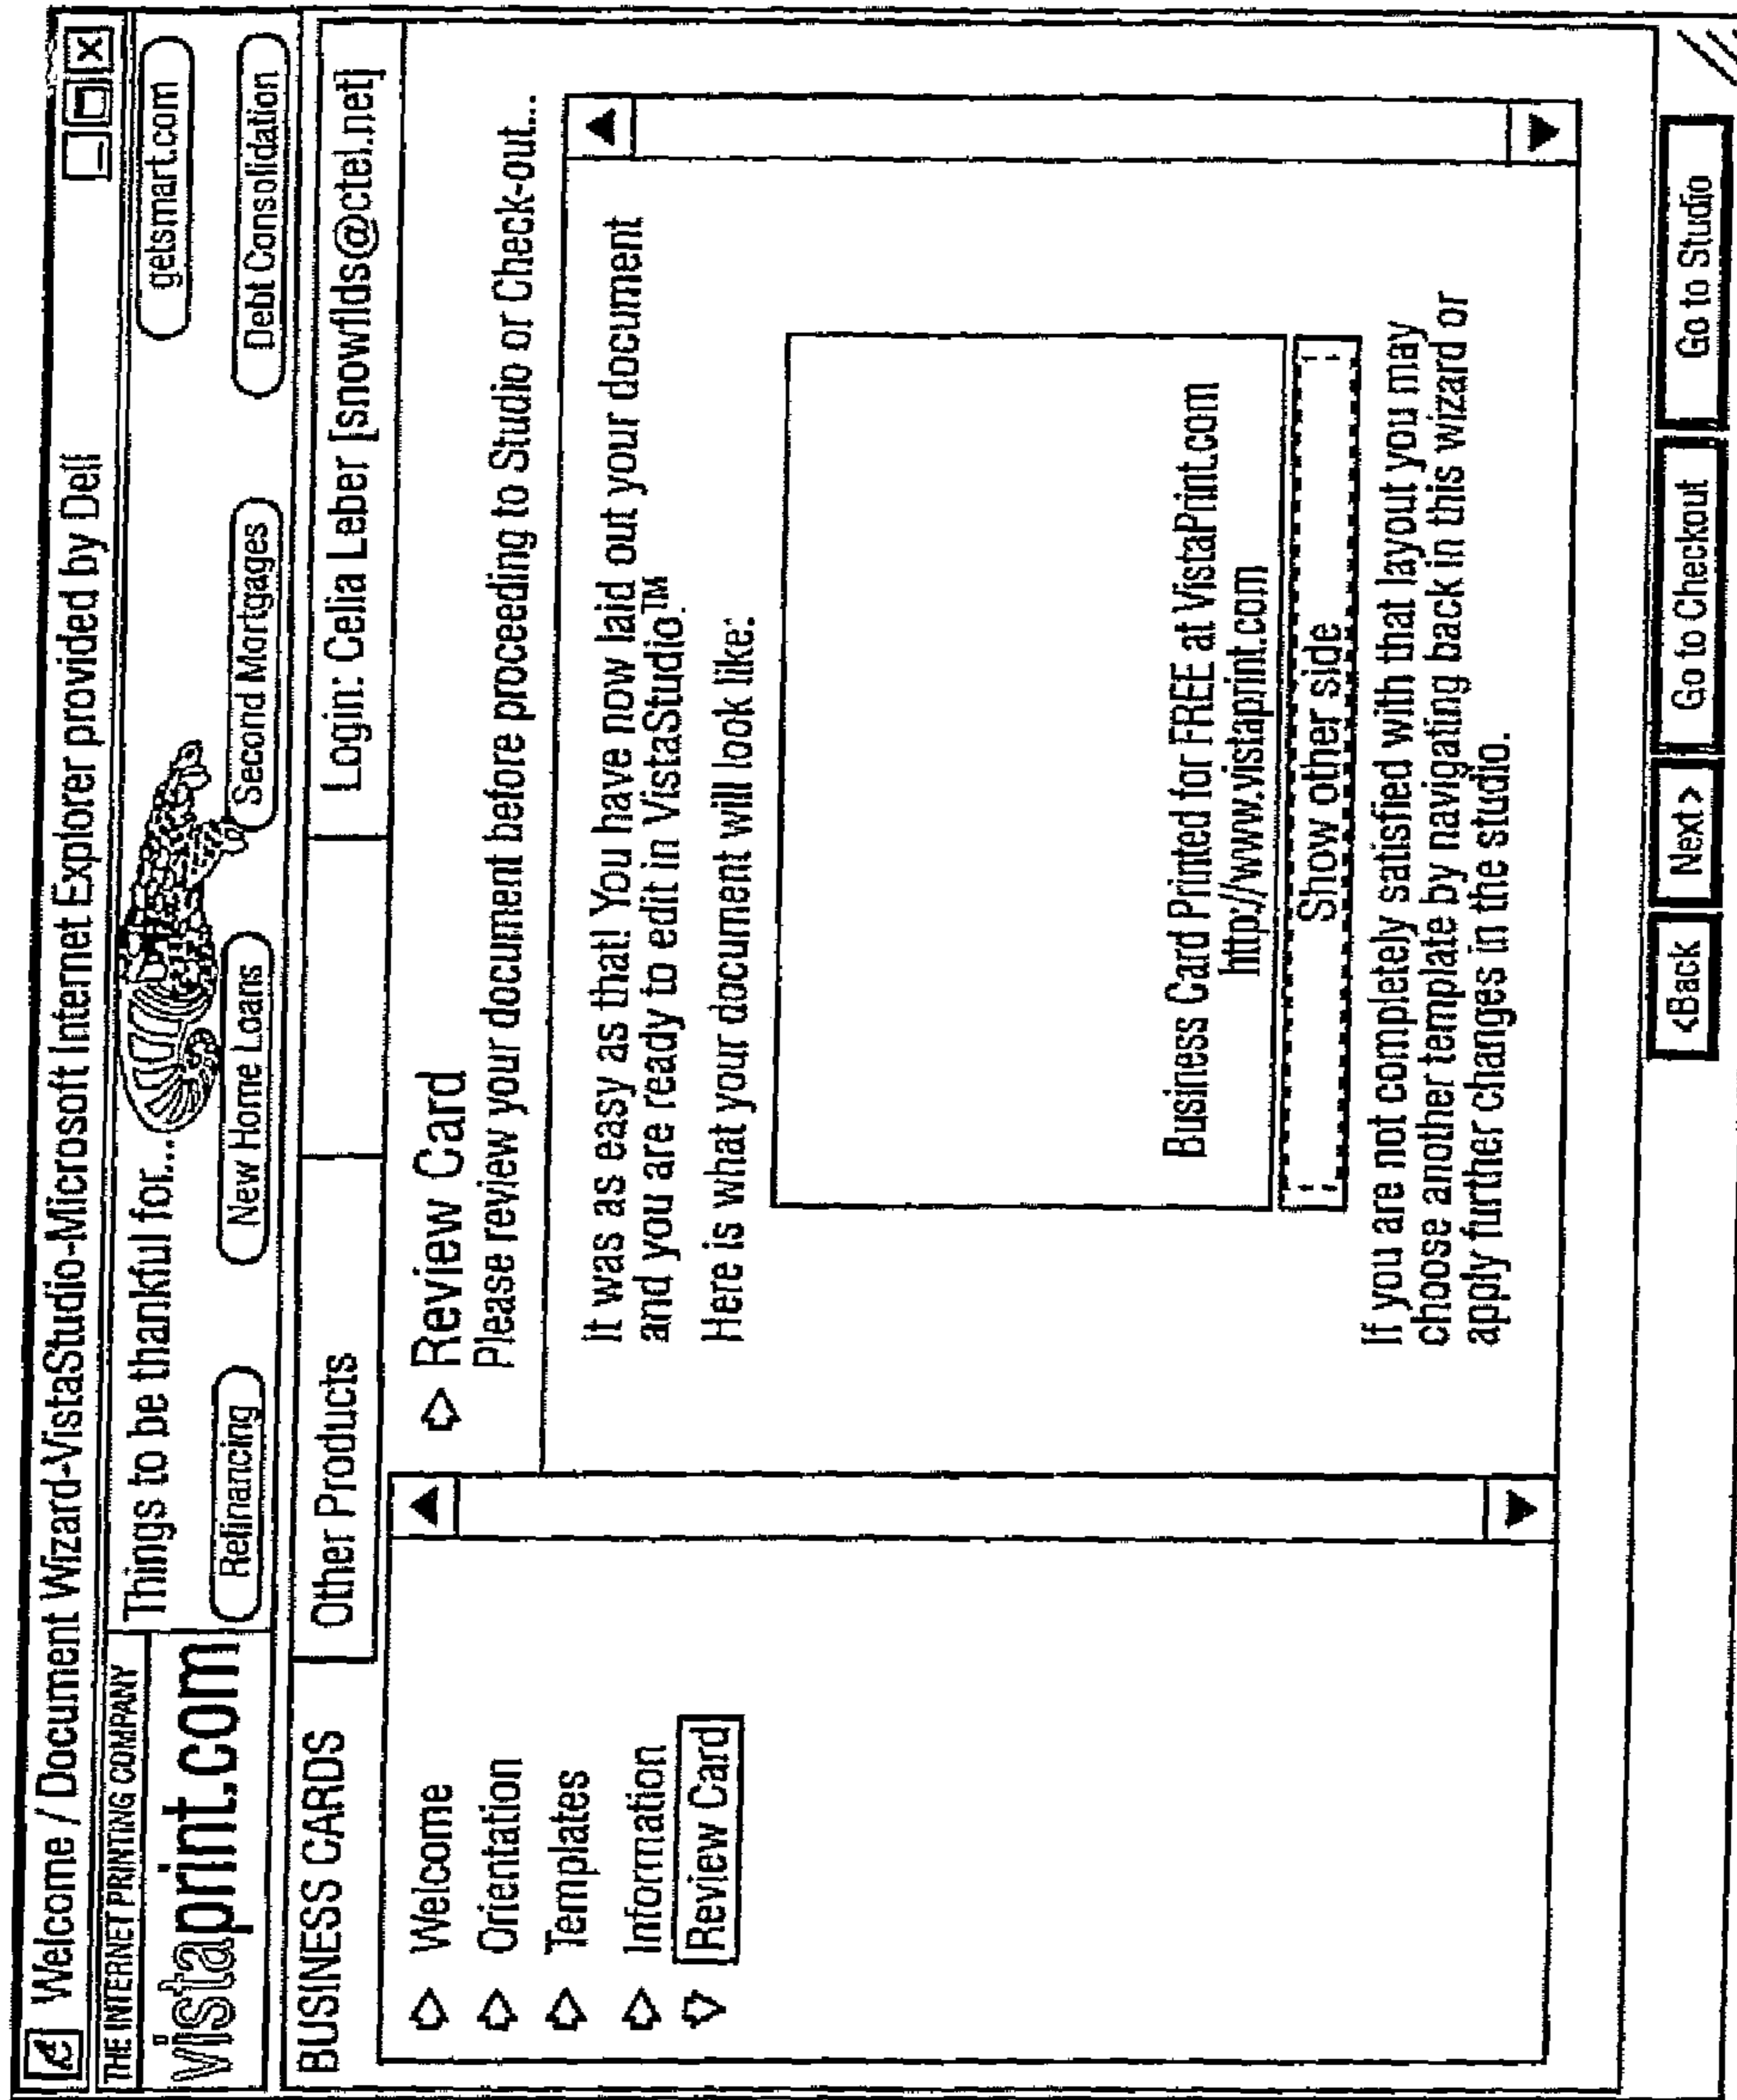 Welcome / Document Wizard-VistaStudio-Microsoft Internet Explorer provided by Dell
THE INTERNET PRINTING COMPANY
vistaprint.com
Things to be thankful for....
getsmart.com
Refinancing
New Home Loans
Second Mortgages
Debt Consolidation
BUSINESS CARDS
Other Products
Login: Celia Leber [snowflds@ctel.net]
Welcome
Orientation
Templates
Information
Review Card
Review Card
Please review your document before proceeding to Studio or Check-out...
It was as easy as that! You have now laid out your document
and you are ready to edit in VistaStudio.™
Here is what your document will look like:
Business Card Printed for FREE at VistaPrint.com
http://www.vistaprint.com
Show other side
If you are not completely satisfied with that layout you may
choose another template by navigating back in this wizard or
apply further changes in the studio.
<Back
Next >
Go to Checkout
Go to Studio